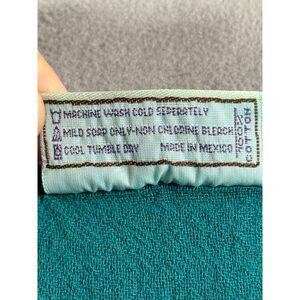 MACHINE WASH COLD SEPERATELY
MILD SOAP ONLY-NON CHLORINE BLEACH
COOL TUMBLE DRY MADE IN MEXICO
100%
COTTON